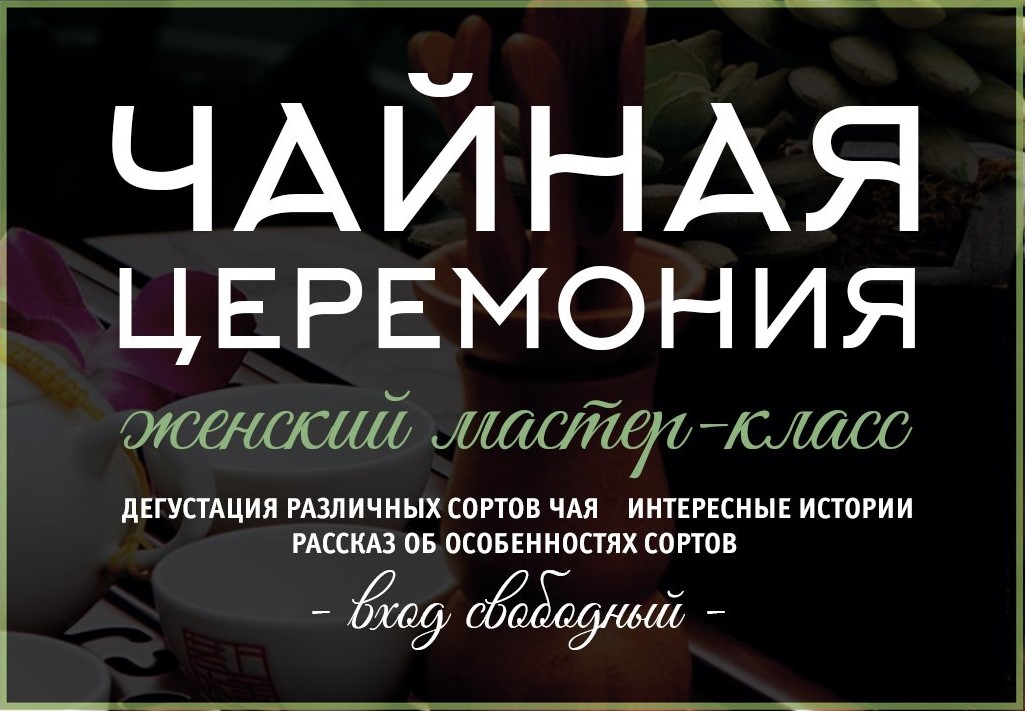 ЧАЙНАЯ
ЦЕРЕМОНИЯ
женский мастер-класс
ДЕГУСТАЦИЯ РАЗЛИЧНЫХ СОРТОВ ЧАЯ ИНТЕРЕСНЫЕ ИСТОРИИ
РАССКАЗ ОБ ОСОБЕННОСТЯХ СОРТОВ
- вход свободный -